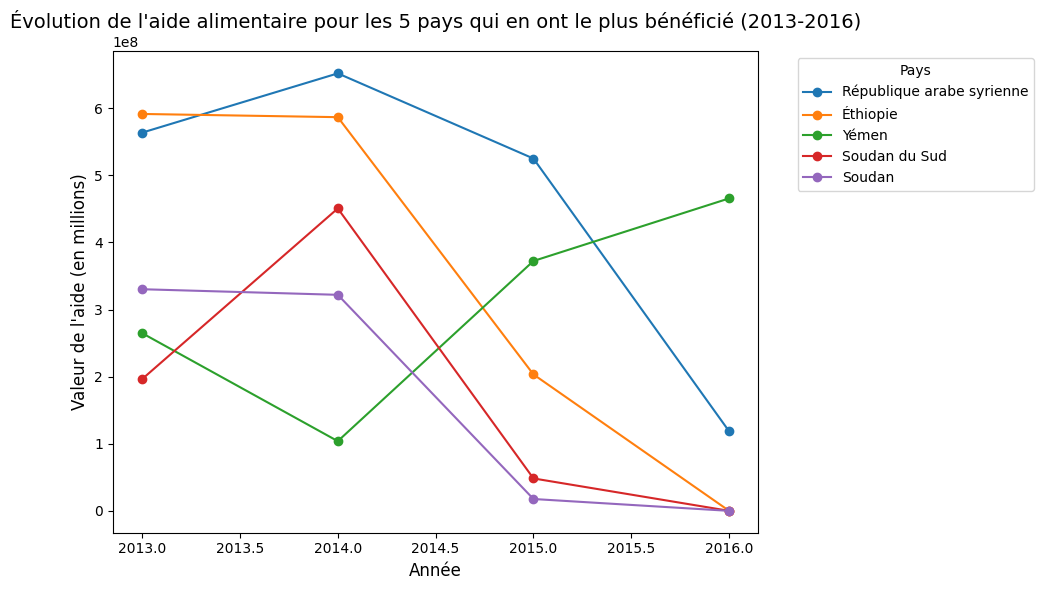 Évolution de l'aide alimentaire pour les 5 pays qui en ont le plus bénéficié (2013-2016)
1e8
6
5
4
3
2
1
0
Valeur de l'aide (en millions)
2013.0 2013.5 2014.0 2014.5 2015.0 2015.5 2016.0
Année
Pays
République arabe syrienne
Éthiopie
Yémen
Soudan du Sud
Soudan